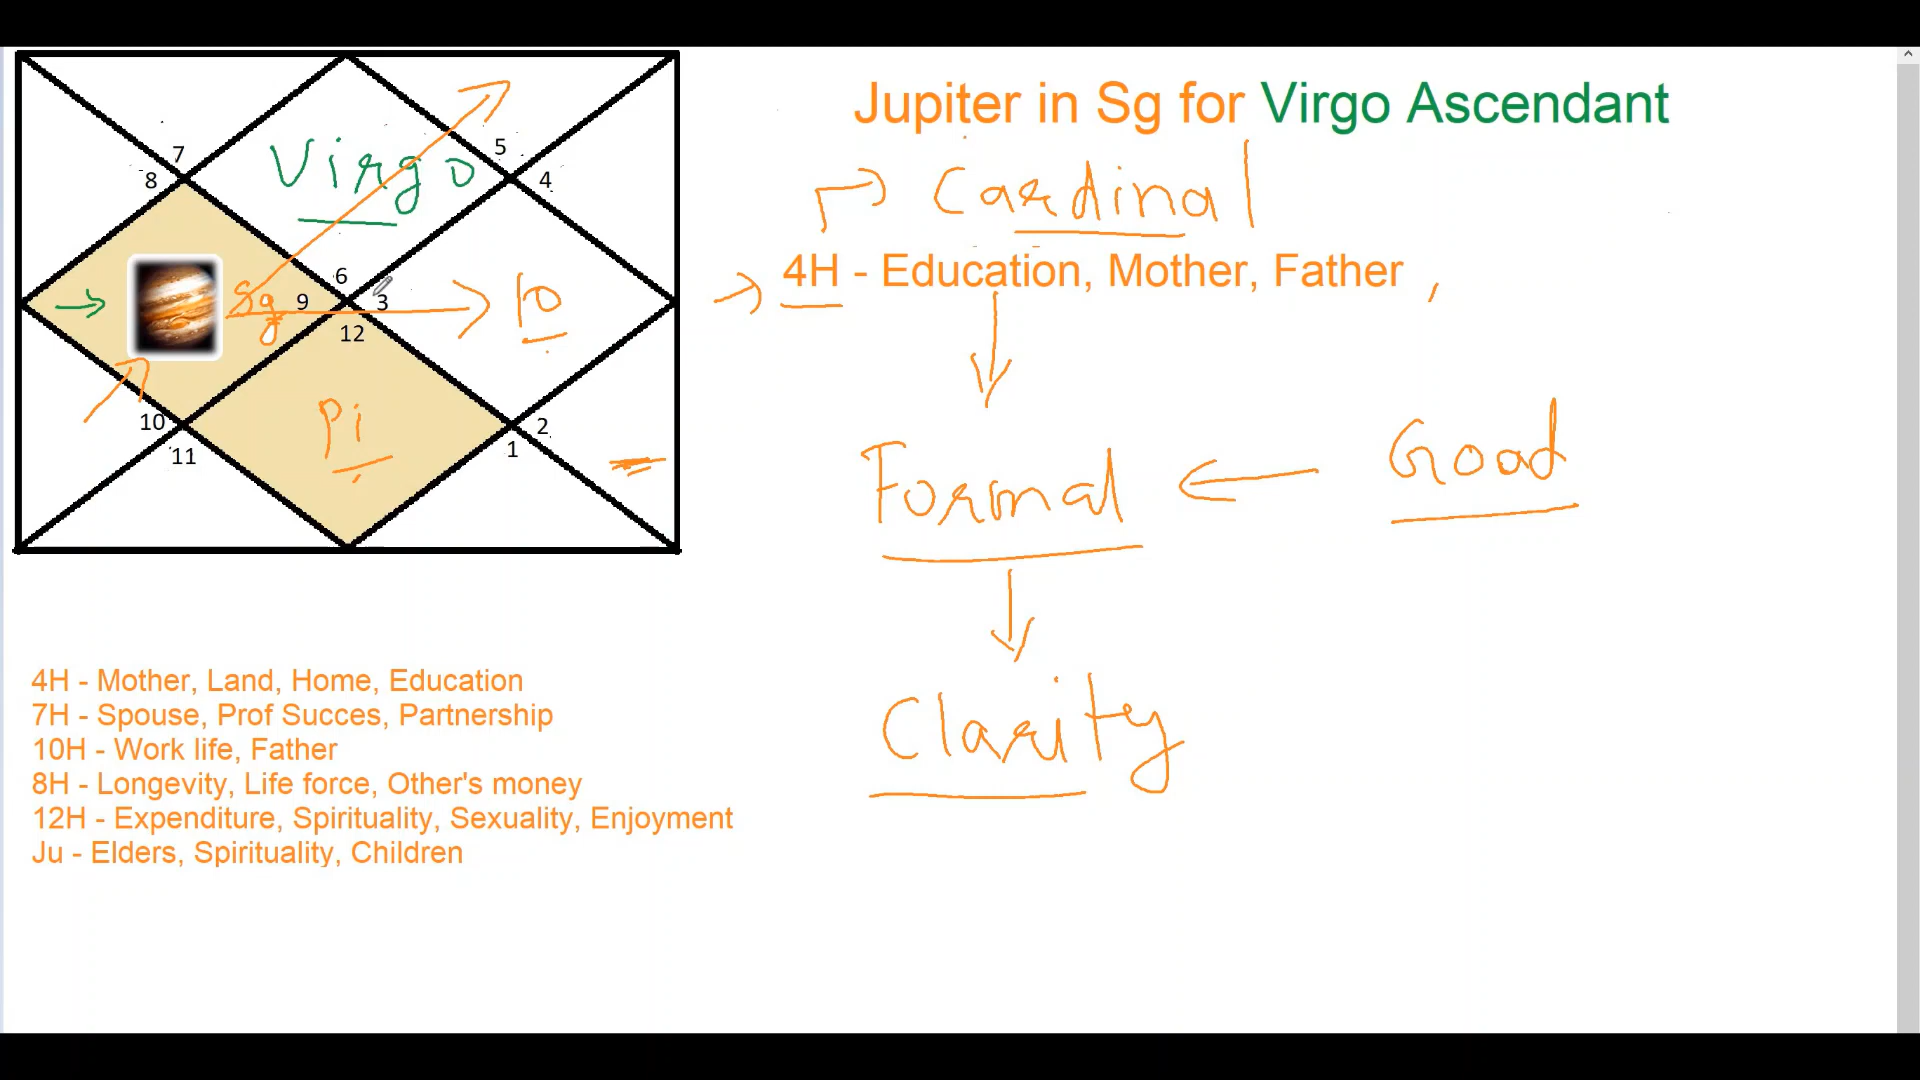 Jupiter in Sg for Virgo Ascendant
Cardinal
4H - Education, Mother, Father ,
Formal
Good
Clarity
7
8
Virgo
5
4
Sg
9
6
3
12
10
Pi
10
11
2
1
4H - Mother, Land, Home, Education
7H - Spouse, Prof Succes, Partnership
10H - Work life, Father
8H - Longevity, Life force, Other's money
12H - Expenditure, Spirituality, Sexuality, Enjoyment
Ju - Elders, Spirituality, Children